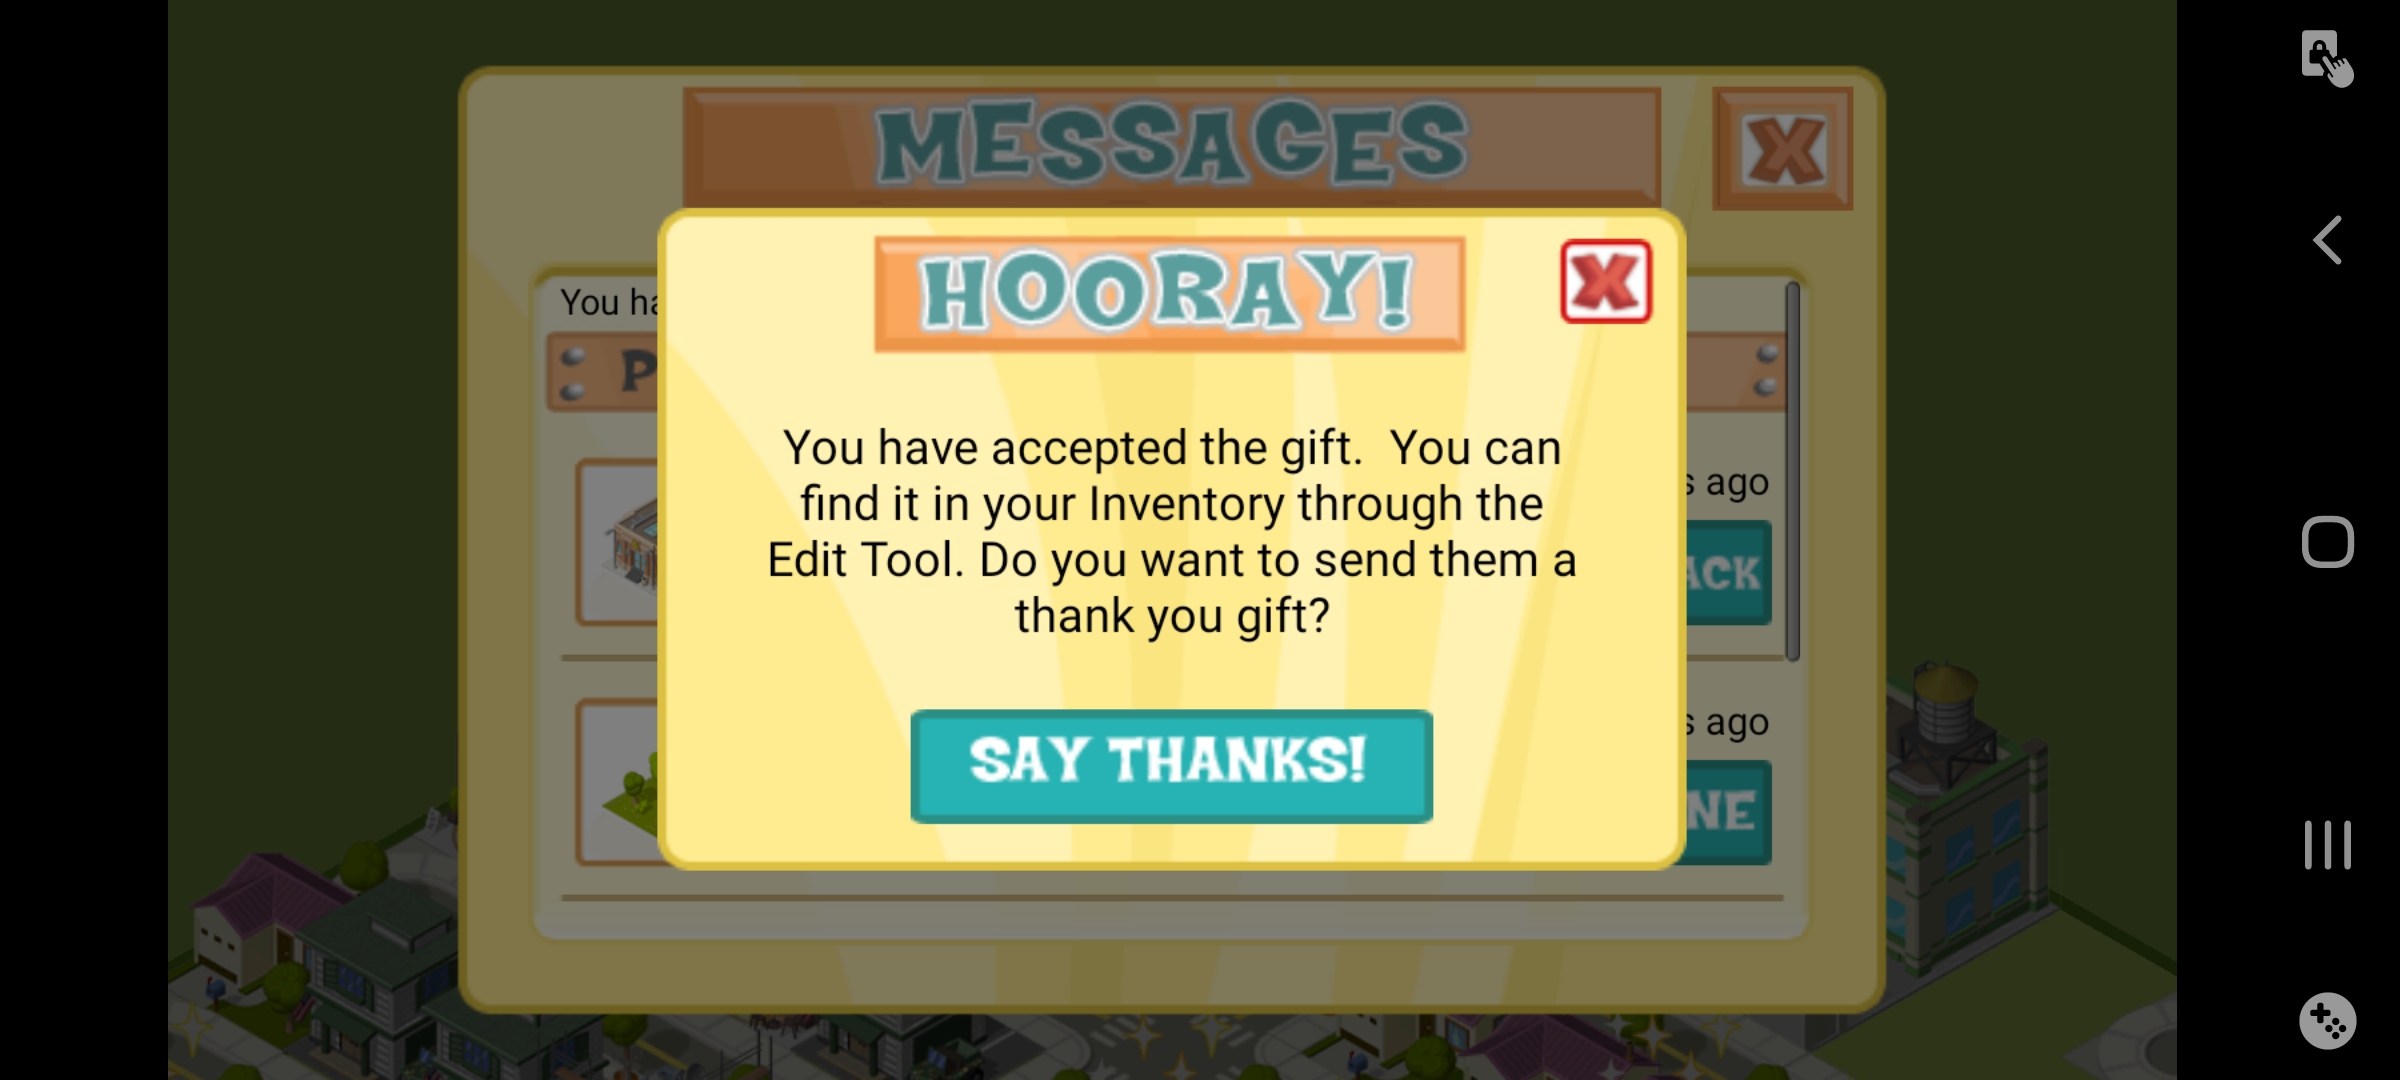 MESSAGES
X
HOORAY!
X
You ha
P
You have accepted the gift.  You can
find it in your Inventory through the
Edit Tool. Do you want to send them a
thank you gift?
s ago
ACK
SAY THANKS!
s ago
NE